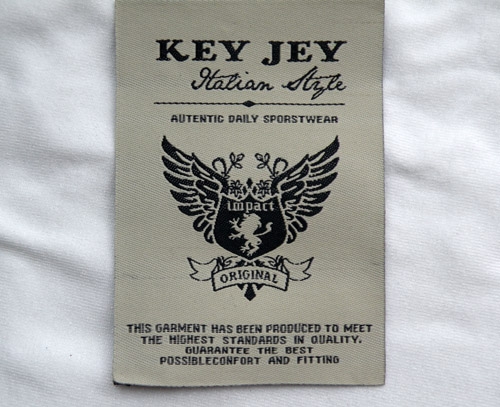 KEY JEY
Italian Style
AUTENTIC DAILY SPORSTWEAR
impact
ORIGINAL
THIS GARMENT HAS BEEN PRODUCED TO MEET
THE HIGHEST STANDARDS IN QUALITY.
GUARANTEE THE BEST
POSSIBLECONFORT AND FITTING